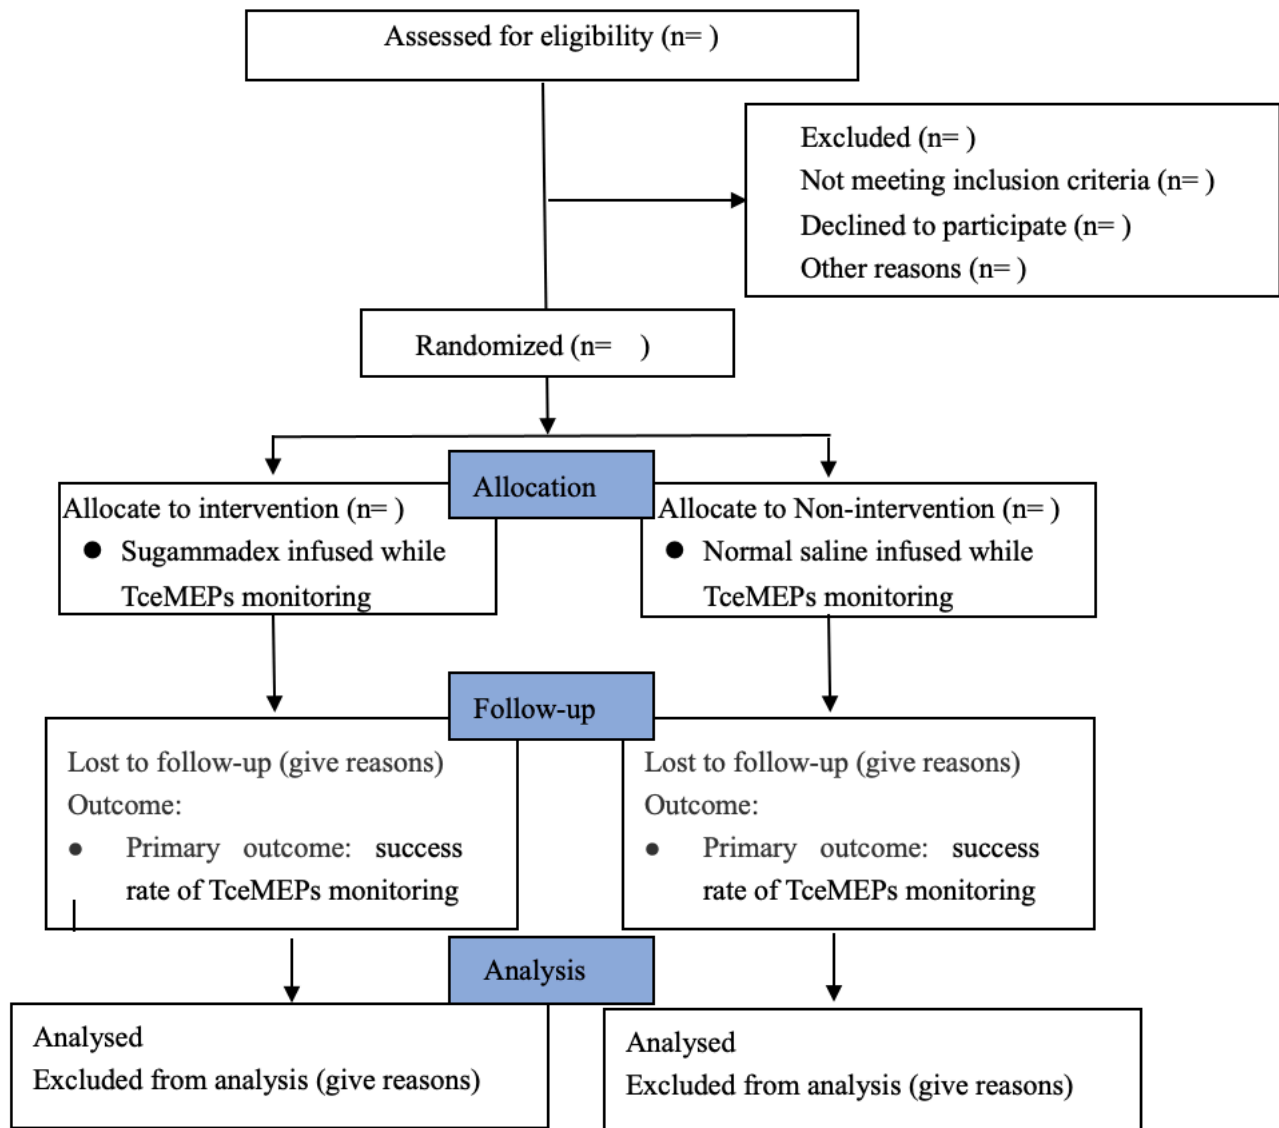 Assessed for eligibility (n= )
Excluded (n= )
Not meeting inclusion criteria (n= )
Declined to participate (n= )
Other reasons (n= )
Randomized (n= )
Allocation
Allocate to intervention (n= )
● Sugammadex infused while
TceMEPs monitoring
Allocate to Non-intervention (n= )
● Normal saline infused while
TceMEPs monitoring
Follow-up
Lost to follow-up (give reasons)
Outcome:
● Primary outcome: success
rate of TceMEPs monitoring
Lost to follow-up (give reasons)
Outcome:
● Primary outcome: success
rate of TceMEPs monitoring
Analysis
Analysed
Excluded from analysis (give reasons)
Analysed
Excluded from analysis (give reasons)